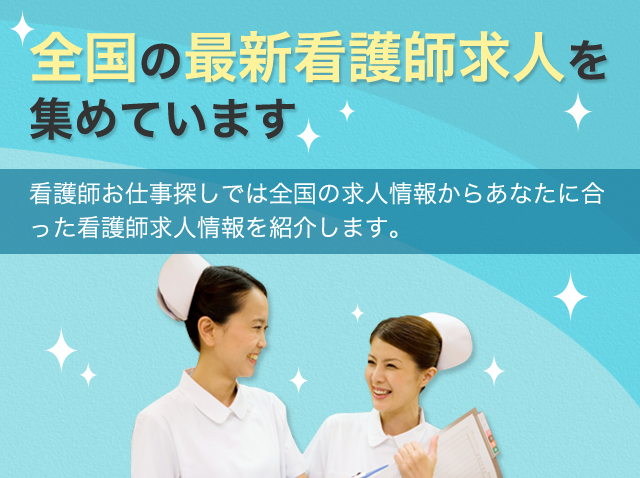 全国の最新看護師求人を
集めています
看護師お仕事探しでは全国の求人情報からあなたに合
った看護師求人情報を紹介します。